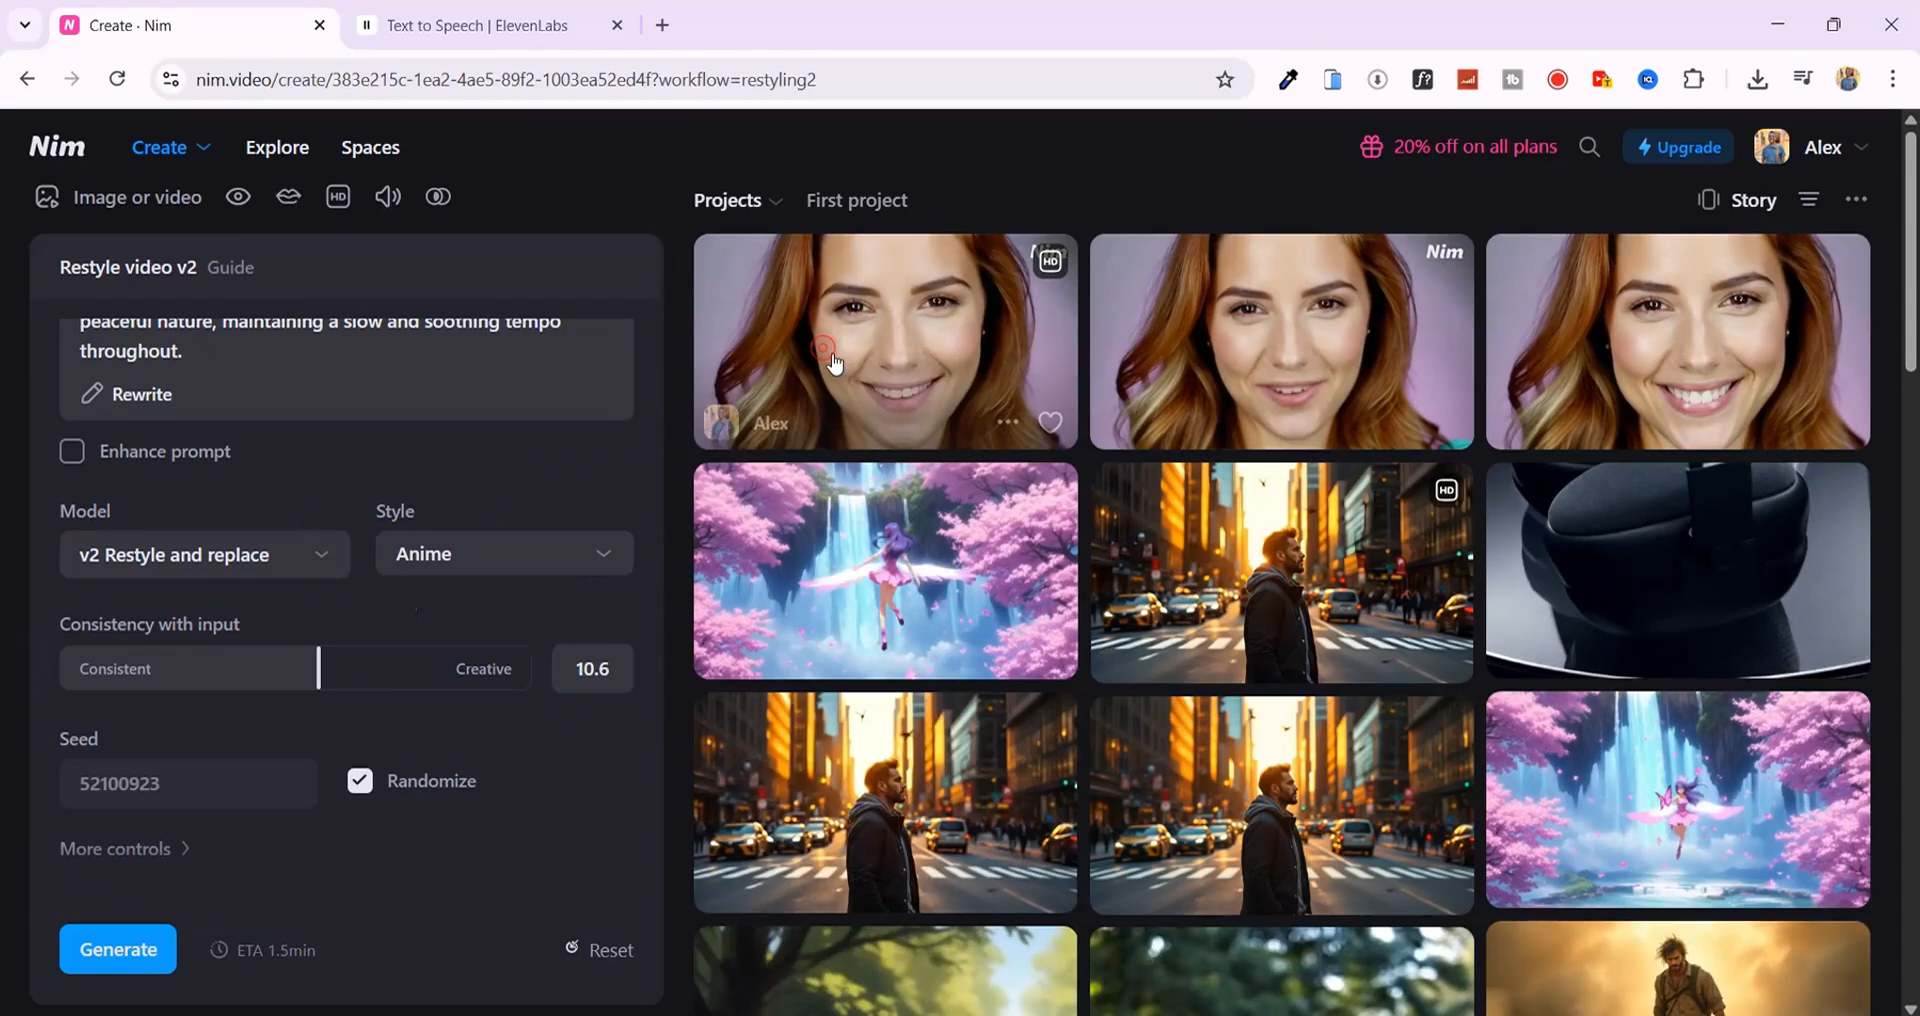 Create · Nim
Text to Speech | ElevenLabs
nim.video/create/383e215c-1ea2-4ae5-89f2-1003ea52ed4f?workflow=restyling2
Nim
Create
Explore
Spaces
20% off on all plans
Upgrade
Alex
Image or video
HD
Projects
First project
Story
Restyle video v2 Guide
peaceful nature, maintaining a slow and soothing tempo
throughout.
Rewrite
Enhance prompt
Model
Style
v2 Restyle and replace
Anime
Consistency with input
Consistent
Creative
10.6
Seed
52100923
Randomize
More controls
Generate
ETA 1.5min
Reset
HD
Alex
Nim
HD